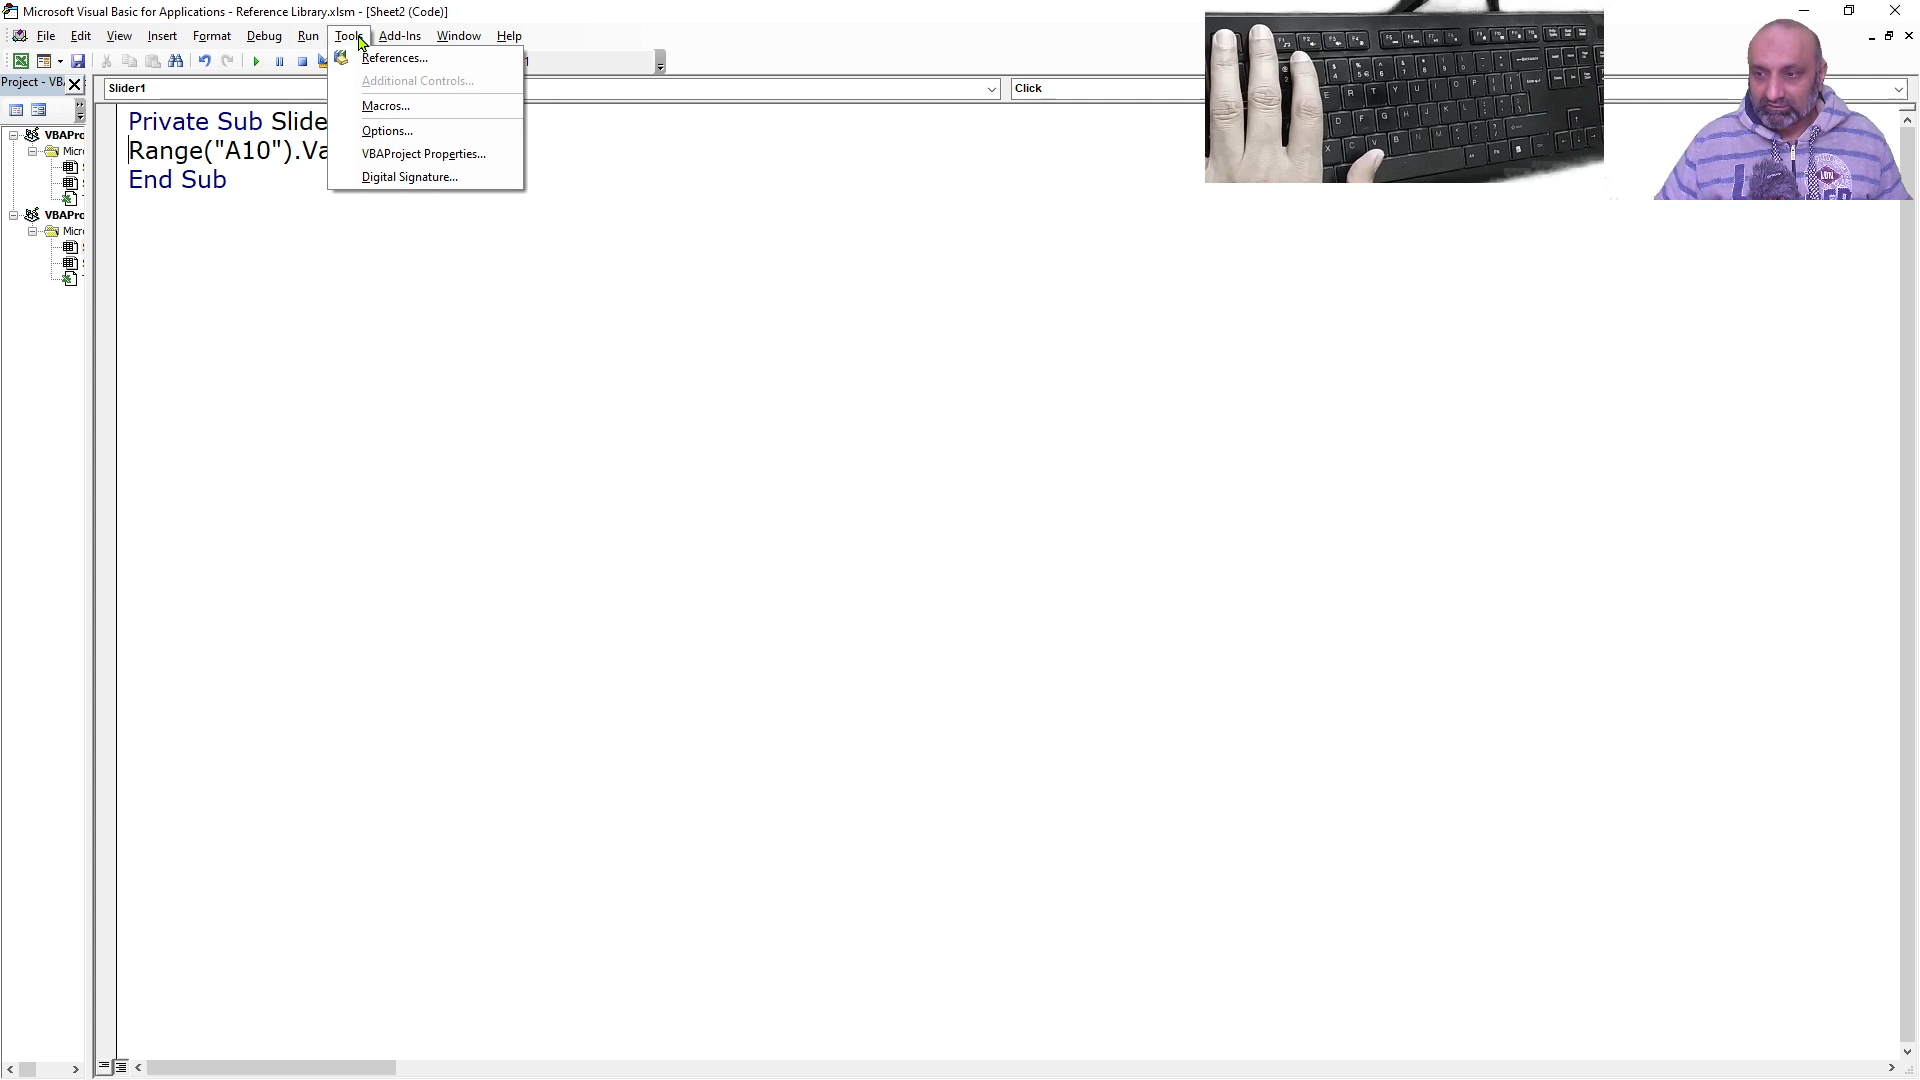 Microsoft Visual Basic for Applications - Reference Library.xlsm - [Sheet2 (Code)]
File Edit View Insert Format Debug Run Tools Add-Ins Window Help
References...
Additional Controls...
Macros...
Options...
VBAProject Properties...
Digital Signature...
Project - VBA
Slider1
Click
Private Sub Slide
Range("A10").Va
End Sub
VBAPro
Micr
VBAPro
Micr